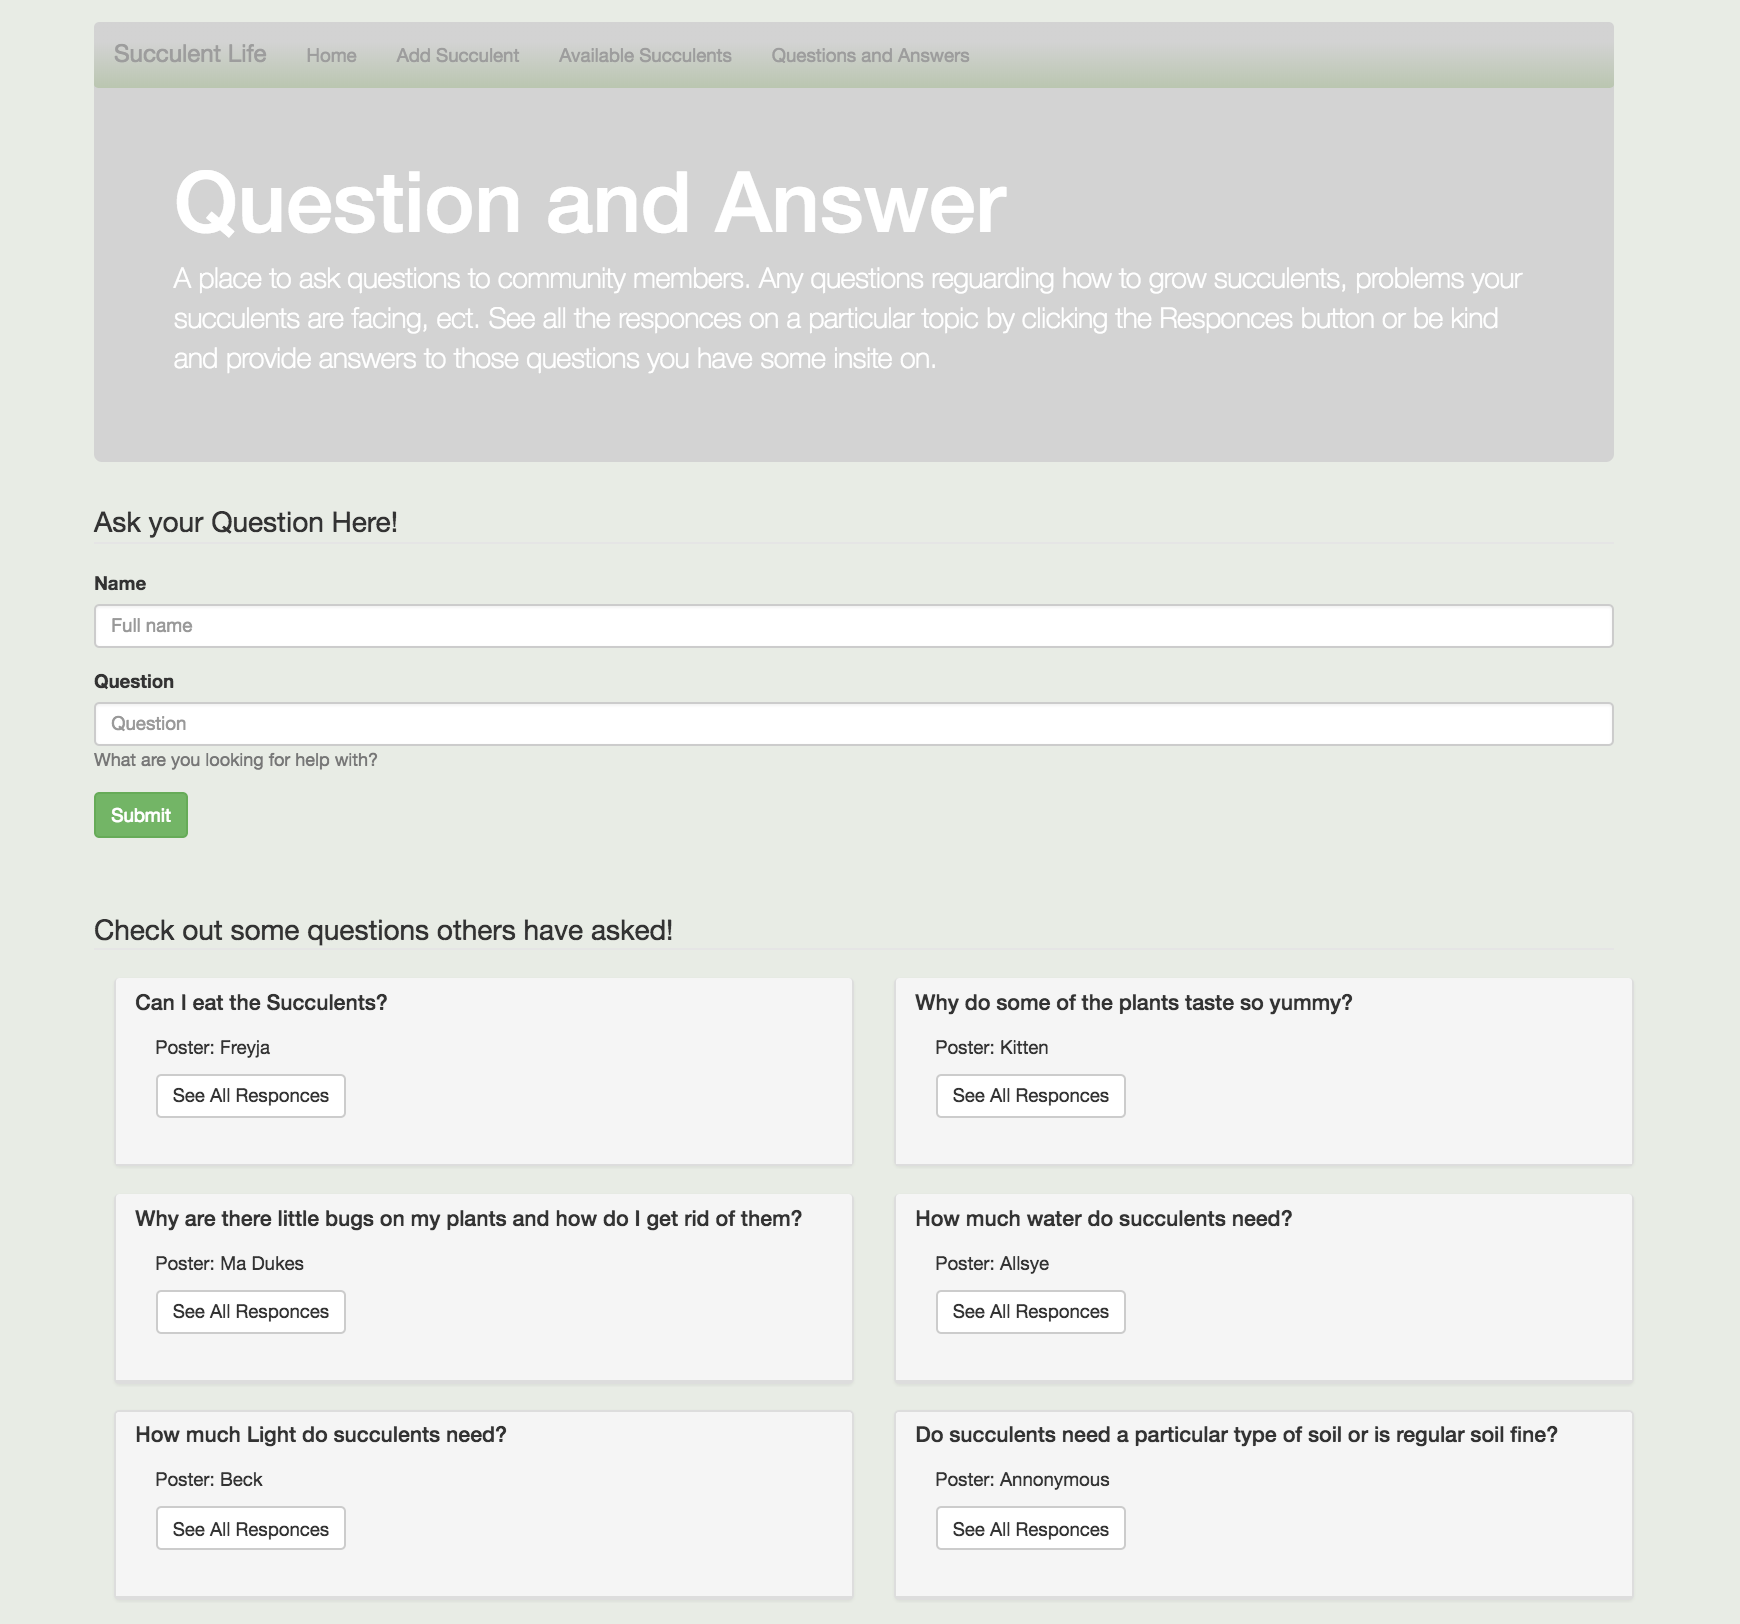 Succulent Life Home Add Succulent Available Succulents Questions and Answers
Question and Answer
A place to ask questions to community members. Any questions reguarding how to grow succulents, problems your
succulents are facing, ect. See all the responces on a particular topic by clicking the Responces button or be kind
and provide answers to those questions you have some insite on.
Ask your Question Here!
Name
Full name
Question
Question
What are you looking for help with?
Submit
Check out some questions others have asked!
Can I eat the Succulents?
Poster: Freyja
See All Responces
Why do some of the plants taste so yummy?
Poster: Kitten
See All Responces
Why are there little bugs on my plants and how do I get rid of them?
Poster: Ma Dukes
See All Responces
How much water do succulents need?
Poster: Allsye
See All Responces
How much Light do succulents need?
Poster: Beck
See All Responces
Do succulents need a particular type of soil or is regular soil fine?
Poster: Annonymous
See All Responces